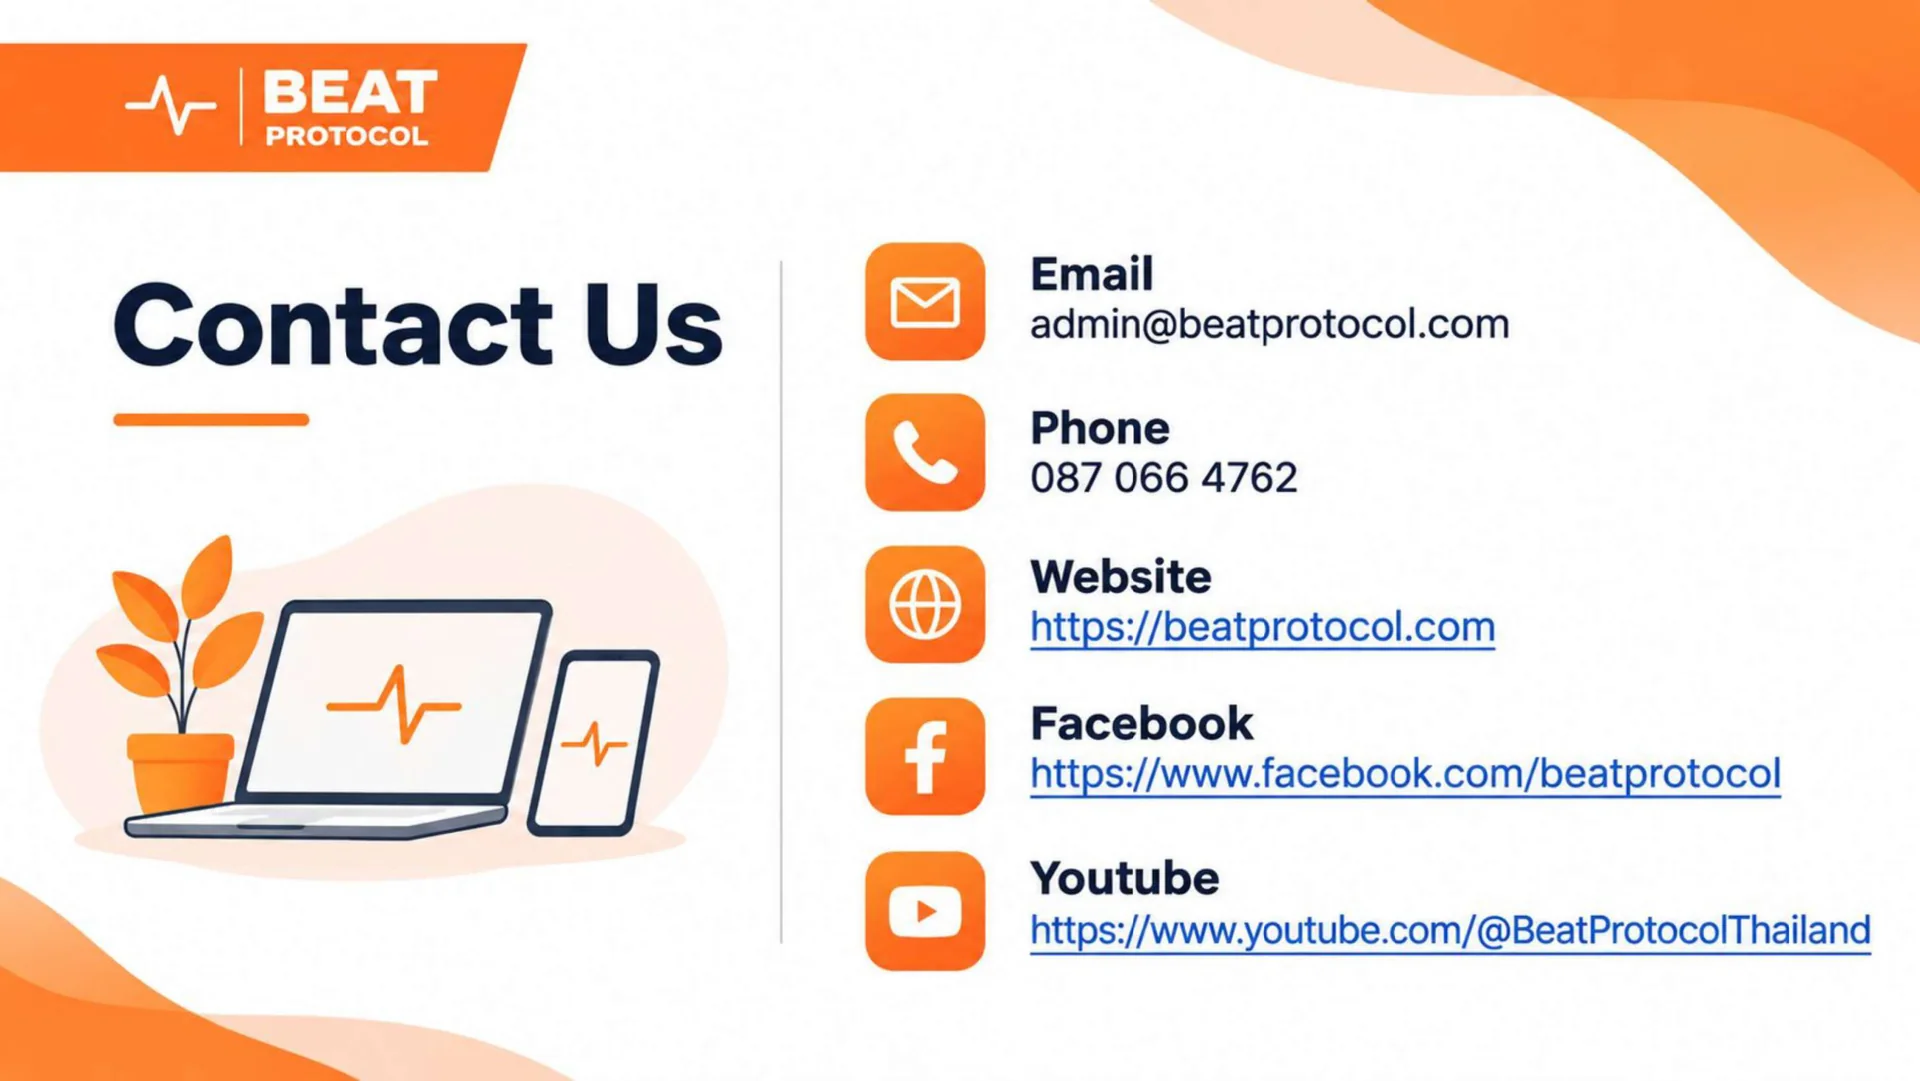 BEAT
PROTOCOL
Contact Us
Email
admin@beatprotocol.com
Phone
087 066 4762
Website
https://beatprotocol.com
Facebook
https://www.facebook.com/beatprotocol
Youtube
https://www.youtube.com/@BeatProtocolThailand